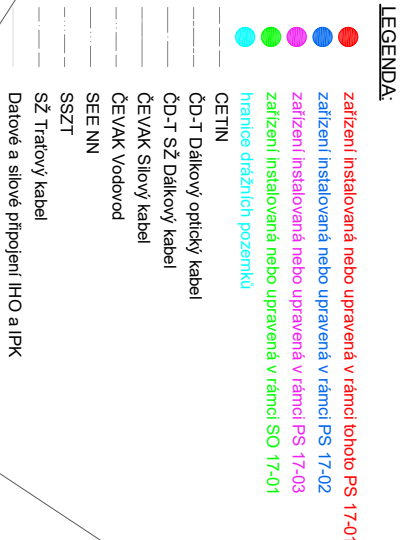 LEGENDA:
zařízení instalovaná nebo upravená v rámci tohoto PS 17-01
zařízení instalovaná nebo upravená v rámci PS 17-02
zařízení instalovaná nebo upravená v rámci PS 17-03
zařízení instalovaná nebo upravená v rámci SO 17-01
hranice drážních pozemků
CETIN
ČD-T Dálkový optický kabel
ČD-T SŽ Dálkový kabel
ČEVAK Silový kabel
ČEVAK Vodovod
SEE NN
SSZT
SŽ Traťový kabel
Datové a silové připojení IHO a IPK